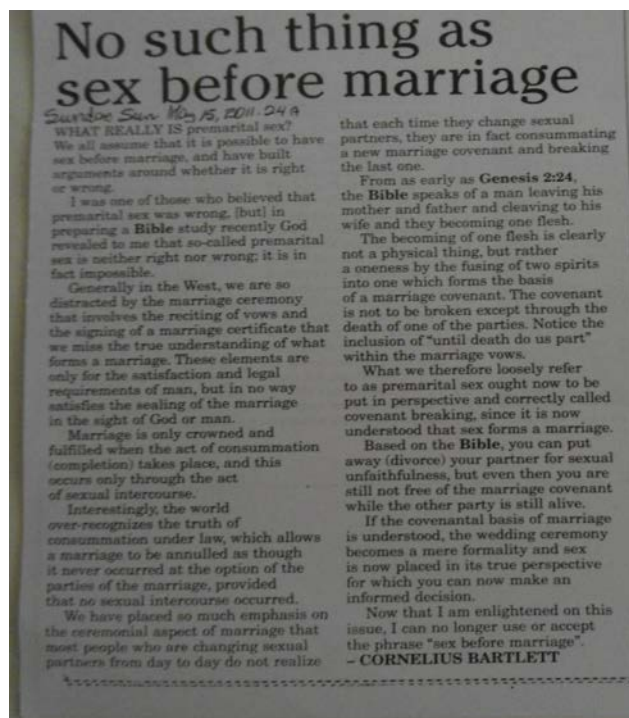 No such thing as
sex before marriage
Sunday Sun May 15, 2011. 24A
WHAT REALLY IS premarital sex?
We all assume that it is possible to have
sex before marriage, and have built
arguments around whether it is right
or wrong.
I was one of those who believed that
premarital sex was wrong, [but] in
preparing a Bible study recently God
revealed to me that so-called premarital
sex is neither right nor wrong; it is in
fact impossible.
Generally in the West, we are so
distracted by the marriage ceremony
that involves the reciting of vows and
the signing of a marriage certificate that
we miss the true understanding of what
forms a marriage. These elements are
only for the satisfaction and legal
requirements of man, but in no way
satisfies the sealing of the marriage
in the sight of God or man.
Marriage is only crowned and
fulfilled when the act of consummation
(completion) takes place, and this
occurs only through the act
of sexual intercourse.
Interestingly, the world
over-recognizes the truth of
consummation under law, which allows
a marriage to be annulled as though
it never occurred at the option of the
parties of the marriage, provided
that no sexual intercourse occurred.
We have placed so much emphasis on
the ceremonial aspect of marriage that
most people who are changing sexual
partners from day to day do not realize
that each time they change sexual
partners, they are in fact consummating
a new marriage covenant and breaking
the last one.
From as early as Genesis 2:24,
the Bible speaks of a man leaving his
mother and father and cleaving to his
wife and they becoming one flesh.
The becoming of one flesh is clearly
not a physical thing, but rather
a oneness by the fusing of two spirits
into one which forms the basis
of a marriage covenant. The covenant
is not to be broken except through the
death of one of the parties. Notice the
inclusion of "until death do us part"
within the marriage vows.
What we therefore loosely refer
to as premarital sex ought now to be
put in perspective and correctly called
covenant breaking, since it is now
understood that sex forms a marriage.
Based on the Bible, you can put
away (divorce) your partner for sexual
unfaithfulness, but even then you are
still not free of the marriage covenant
while the other party is still alive.
If the covenantal basis of marriage
is understood, the wedding ceremony
becomes a mere formality and sex
is now placed in its true perspective
for which you can now make an
informed decision.
Now that I am enlightened on this
issue, I can no longer use or accept
the phrase "sex before marriage".
– CORNELIUS BARTLETT